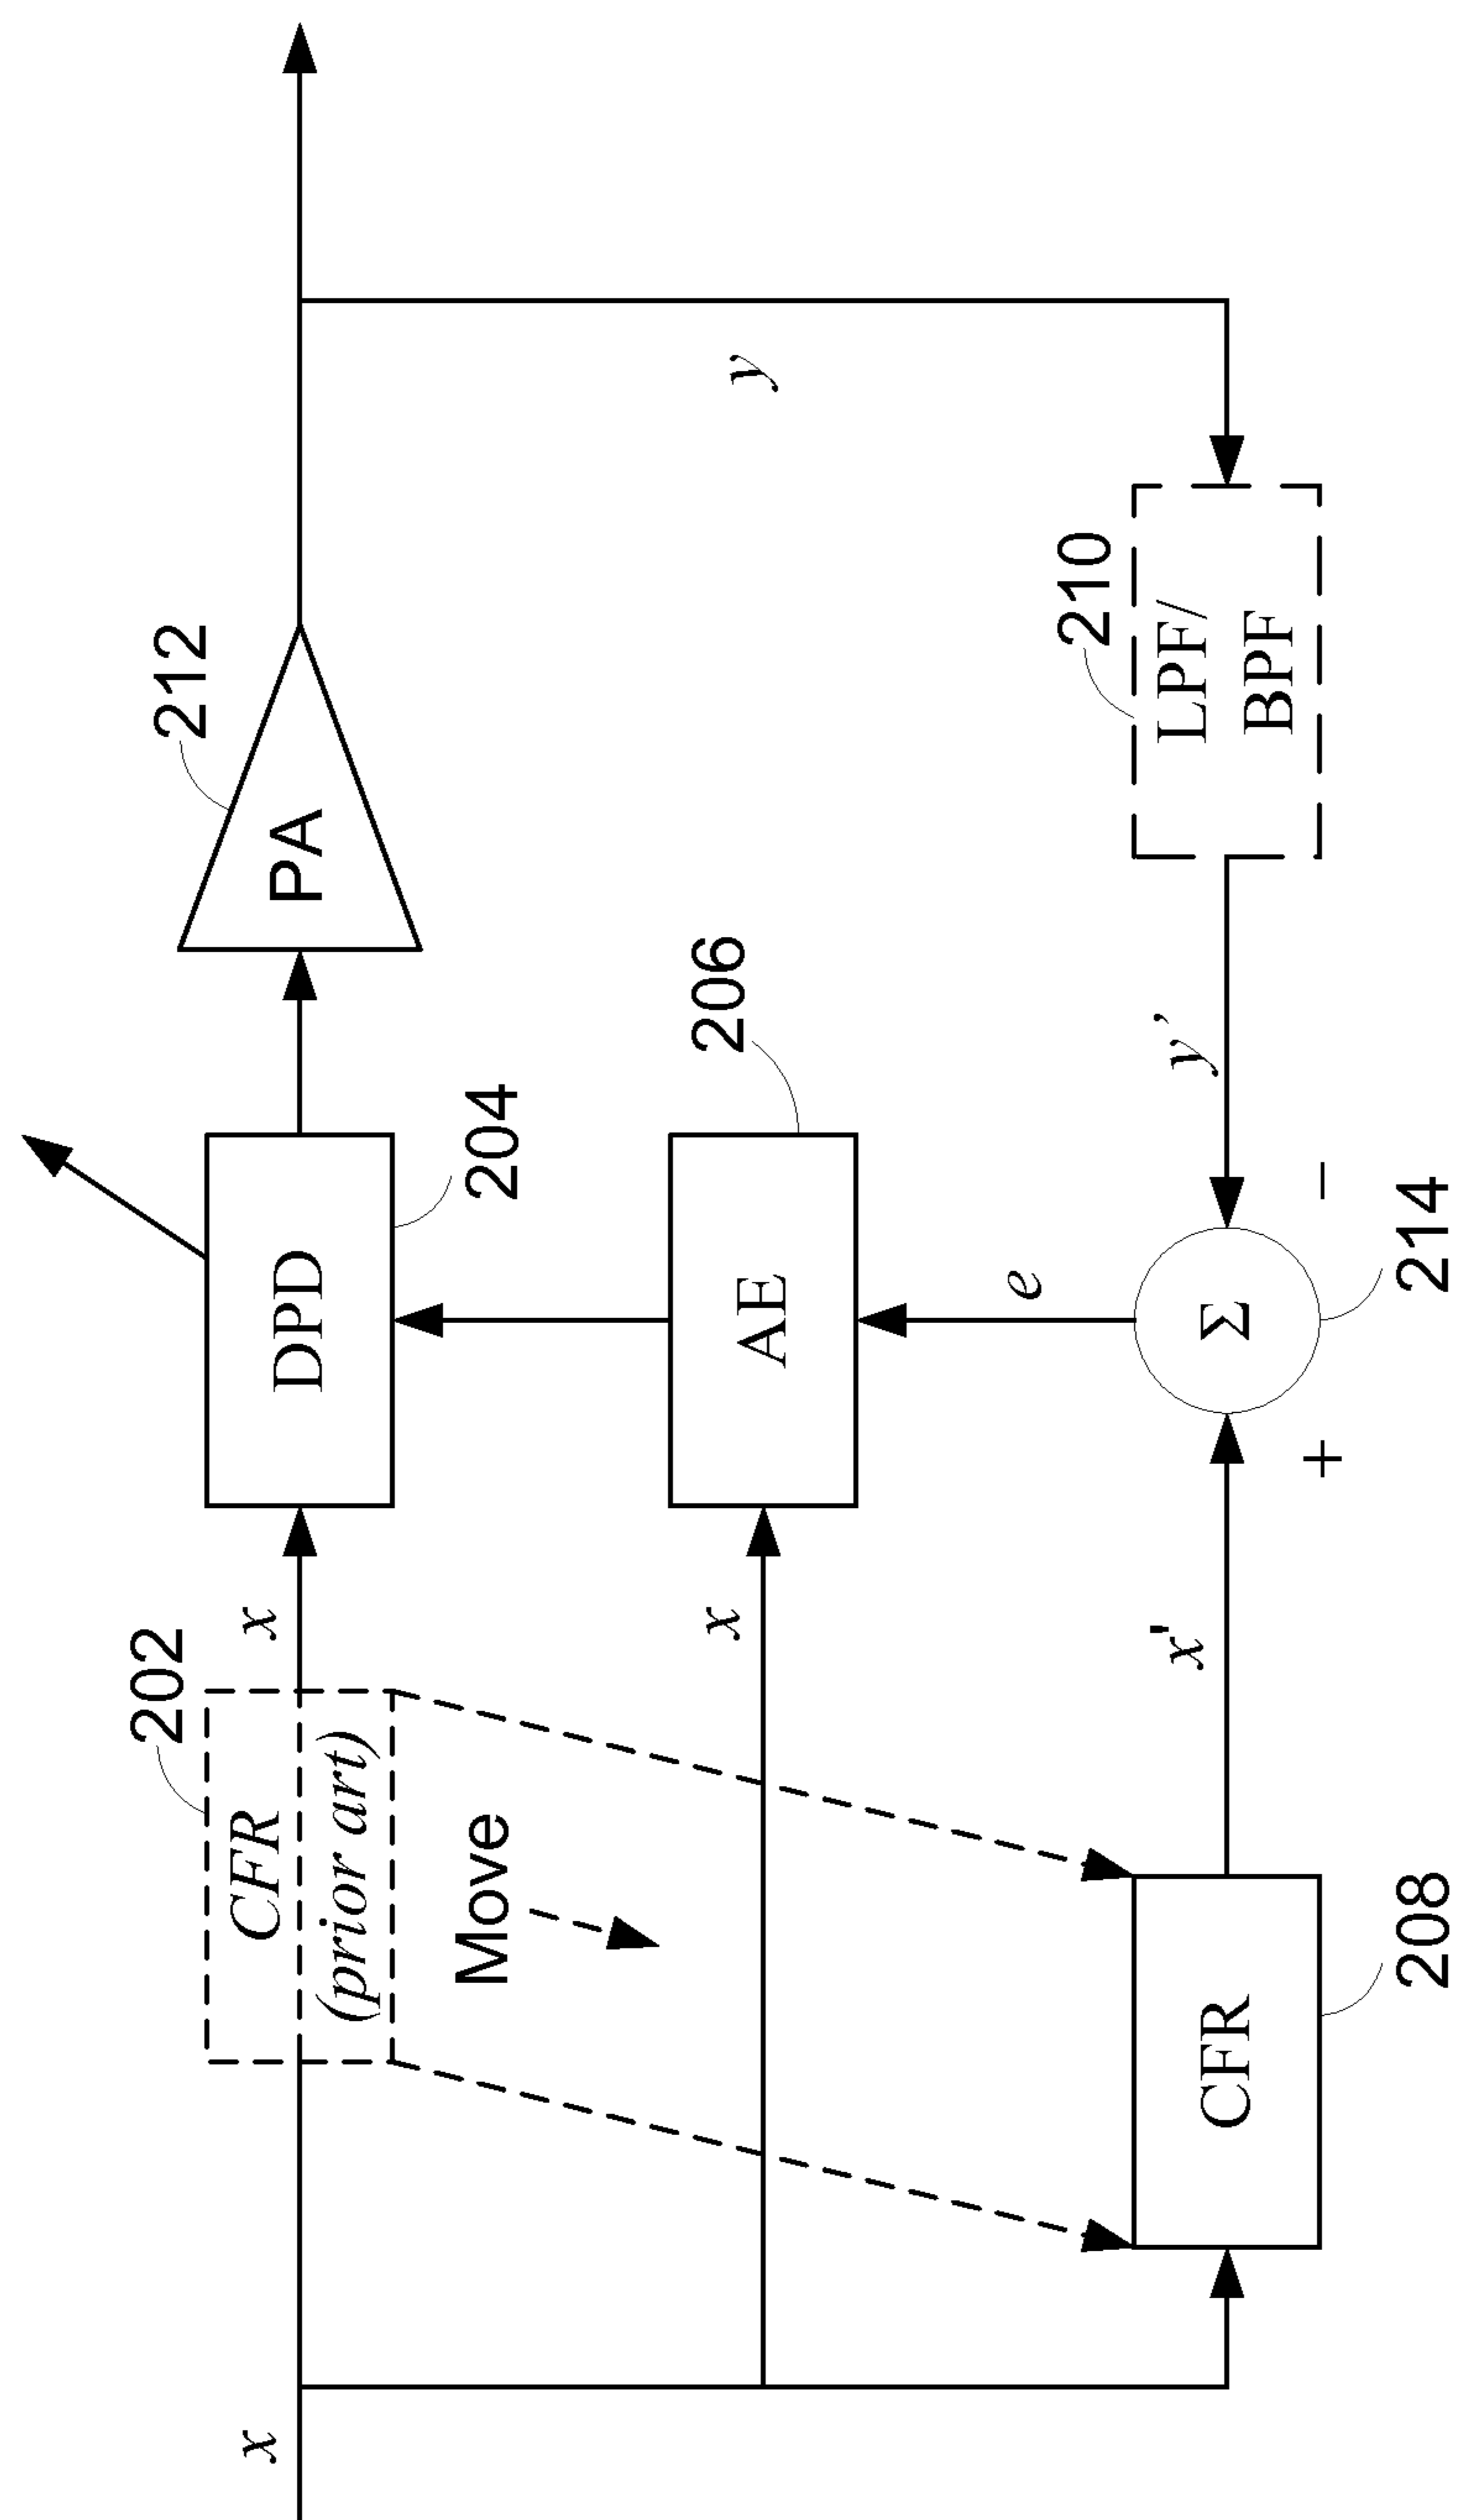 x
202
CFR
(prior art)
x
DPD
204
212
PA
Move
x
AE
206
y
e
210
LPF/
BPF
CFR
208
x'
+
Σ
214
−
y’